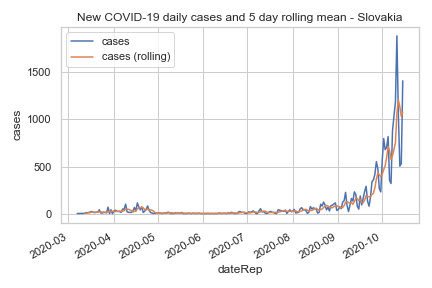 New COVID-19 daily cases and 5 day rolling mean - Slovakia
cases
cases (rolling)
1500
1000
500
0
cases
2020-03
2020-04
2020-05
2020-06
2020-07
2020-08
2020-09
2020-10
dateRep